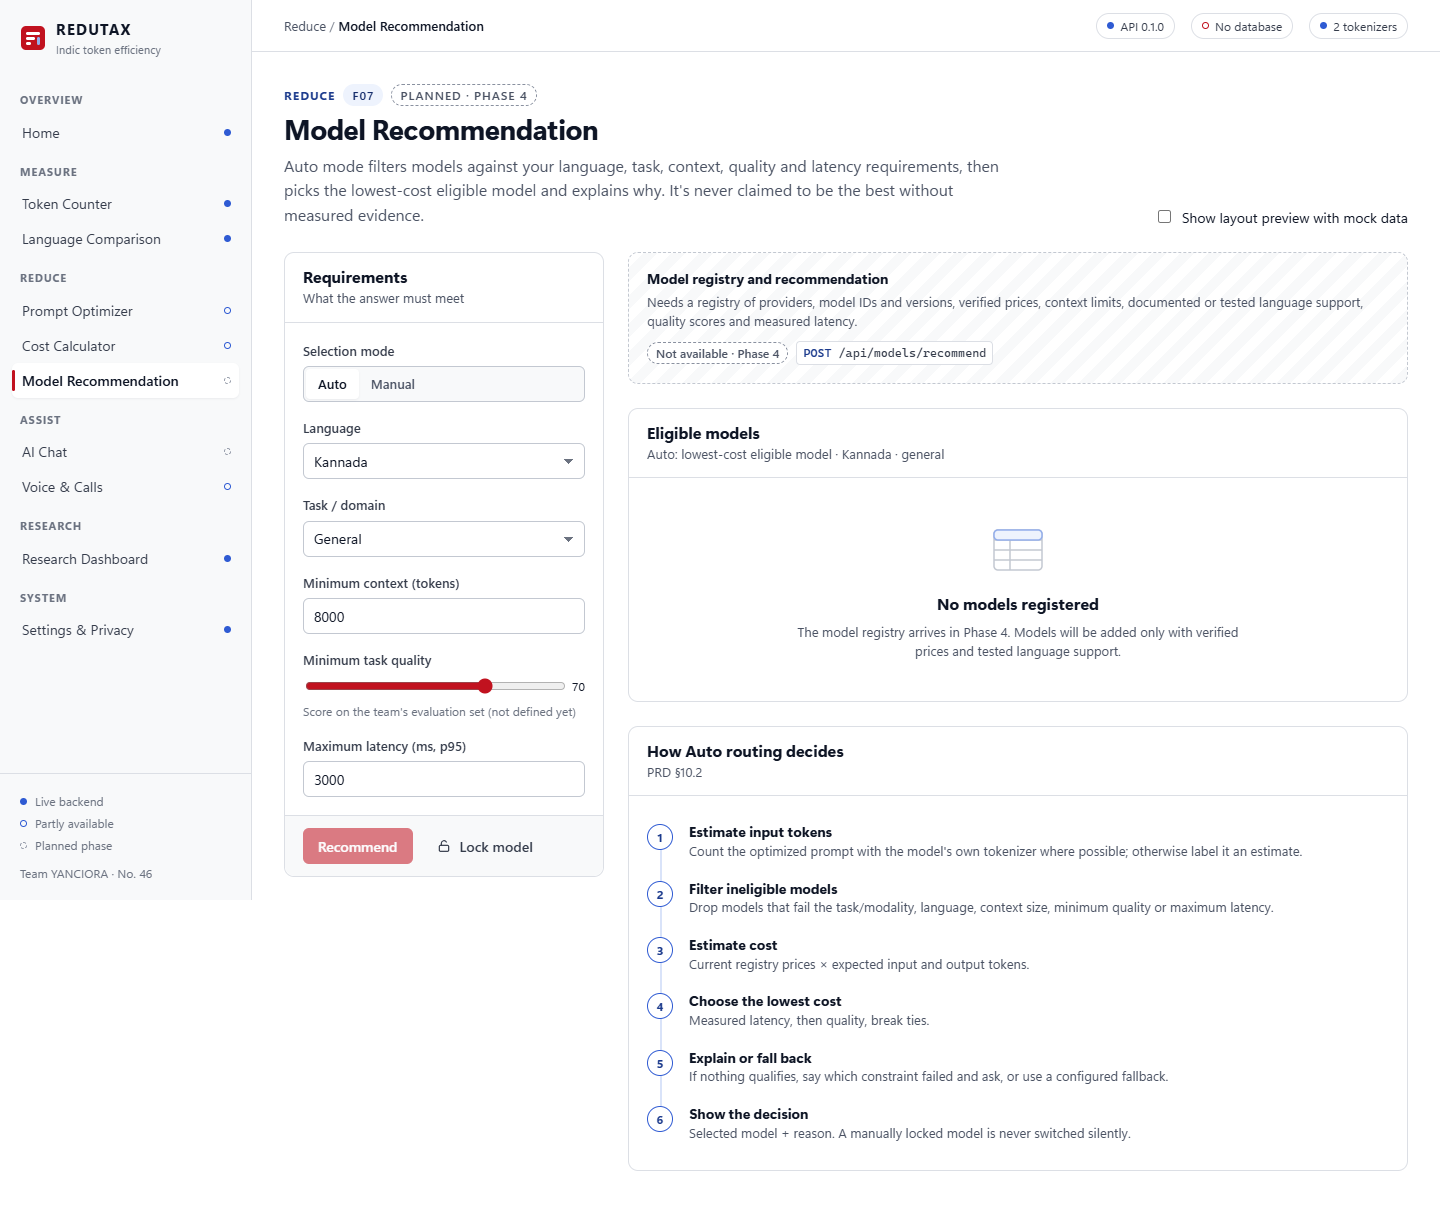 REDUTAX
Indic token efficiency
OVERVIEW
Home
MEASURE
Token Counter
Language Comparison
REDUCE
Prompt Optimizer
Cost Calculator
Model Recommendation
ASSIST
AI Chat
Voice & Calls
RESEARCH
Research Dashboard
SYSTEM
Settings & Privacy
Live backend
Partly available
Planned phase
Team YANCIORA · No. 46
Reduce / Model Recommendation
API 0.1.0
No database
2 tokenizers
REDUCE F07 PLANNED · PHASE 4
Model Recommendation
Auto mode filters models against your language, task, context, quality and latency requirements, then
picks the lowest-cost eligible model and explains why. It's never claimed to be the best without
measured evidence.
Show layout preview with mock data
Requirements
What the answer must meet
Selection mode
Auto Manual
Language
Kannada
Task / domain
General
Minimum context (tokens)
8000
Minimum task quality
70
Score on the team's evaluation set (not defined yet)
Maximum latency (ms, p95)
3000
Recommend Lock model
Model registry and recommendation
Needs a registry of providers, model IDs and versions, verified prices, context limits, documented or tested language support,
quality scores and measured latency.
Not available · Phase 4 POST /api/models/recommend
Eligible models
Auto: lowest-cost eligible model · Kannada · general
No models registered
The model registry arrives in Phase 4. Models will be added only with verified
prices and tested language support.
How Auto routing decides
PRD §10.2
1 Estimate input tokens
Count the optimized prompt with the model's own tokenizer where possible; otherwise label it an estimate.
2 Filter ineligible models
Drop models that fail the task/modality, language, context size, minimum quality or maximum latency.
3 Estimate cost
Current registry prices × expected input and output tokens.
4 Choose the lowest cost
Measured latency, then quality, break ties.
5 Explain or fall back
If nothing qualifies, say which constraint failed and ask, or use a configured fallback.
6 Show the decision
Selected model + reason. A manually locked model is never switched silently.